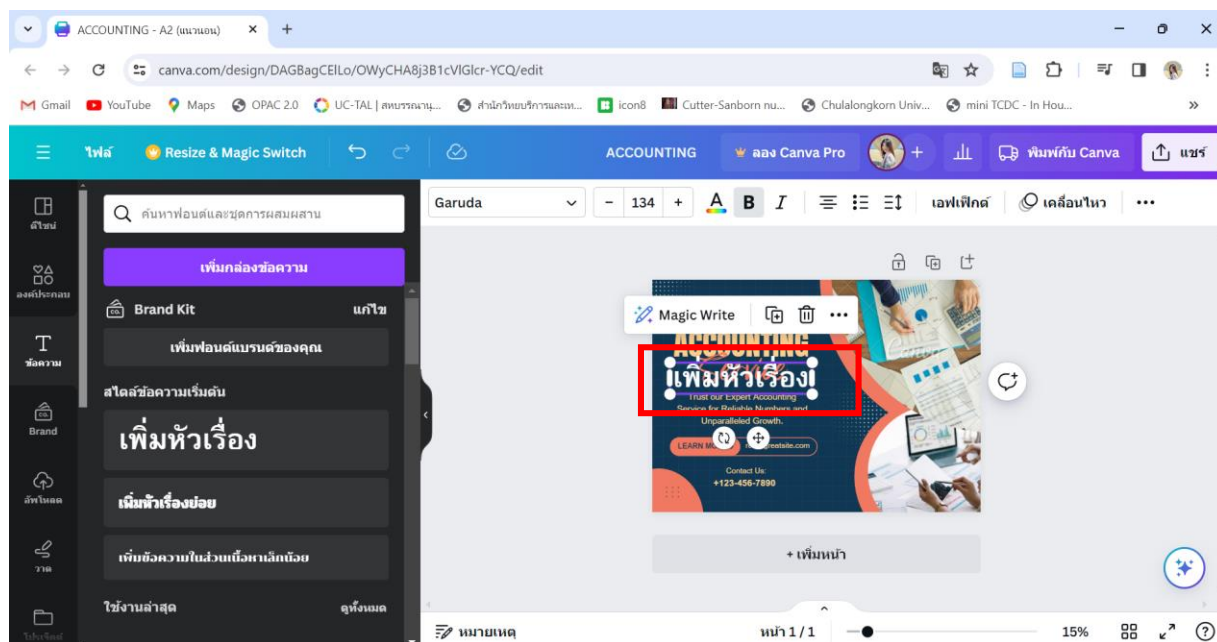 ACCOUNTING - A2 (แนวนอน)
canva.com/design/DAGBagCElLo/OWyCHA8j3B1cVlGlcr-YCQ/edit
Gmail YouTube Maps OPAC 2.0 UC-TAL | สหบรรณานุ... สำนักวิทยบริการและเท... icon8 Cutter-Sanborn nu... Chulalongkorn Univ... mini TCDC - In Hou...
ไฟล์ Resize & Magic Switch ACCOUNTING ลอง Canva Pro พิมพ์กับ Canva แชร์
ดีไซน์
องค์ประกอบ
ข้อความ
Brand
อัพโหลด
วาด
โปรเจ็กต์
ค้นหาฟอนต์และชุดการผสมผสาน
เพิ่มกล่องข้อความ
Brand Kit แก้ไข
เพิ่มฟอนต์แบรนด์ของคุณ
สไตล์ข้อความเริ่มต้น
เพิ่มหัวเรื่อง
เพิ่มหัวเรื่องย่อย
เพิ่มข้อความในส่วนเนื้อหาเล็กน้อย
ใช้งานล่าสุด ดูทั้งหมด
Garuda - 134 + A B I เอฟเฟ็กต์ เคลื่อนไหว
Magic Write
ACCOUNTING
เพิ่มหัวเรื่อง
Trust our Expert Accounting
Service for Reliable Numbers and
Unparalleled Growth.
LEARN
Contact Us:
+123-456-7890
+ เพิ่มหน้า
หมายเหตุ หน้า 1 / 1 15%